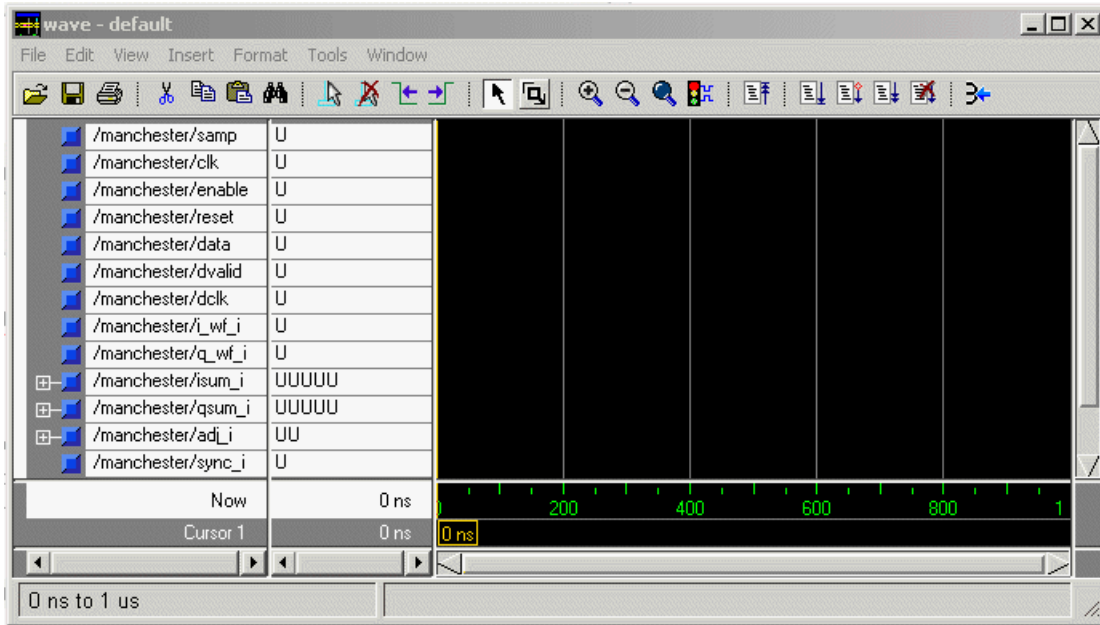 wave - default
File Edit View Insert Format Tools Window
/manchester/samp U
/manchester/clk U
/manchester/enable U
/manchester/reset U
/manchester/data U
/manchester/dvalid U
/manchester/dclk U
/manchester/i_wf_i U
/manchester/q_wf_i U
/manchester/isum_i UUUUU
/manchester/qsum_i UUUUU
/manchester/adj_i UU
/manchester/sync_i U
Now 0 ns 200 400 600 800 1
Cursor 1 0 ns 0 ns
0 ns to 1 us